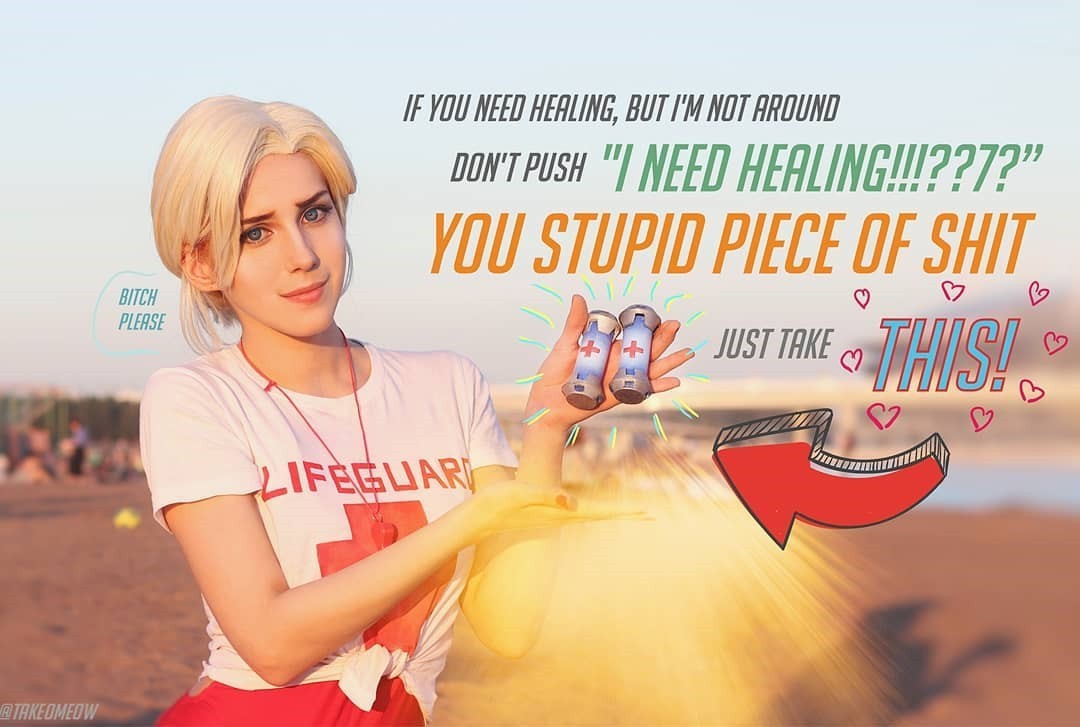 IF YOU NEED HEALING, BUT I'M NOT AROUND
DON'T PUSH "I NEED HEALING!!!??7?”
YOU STUPID PIECE OF SHIT
BITCH
PLEASE
JUST TAKE THIS!
LIFEGUARD
@TAKEOMEOW